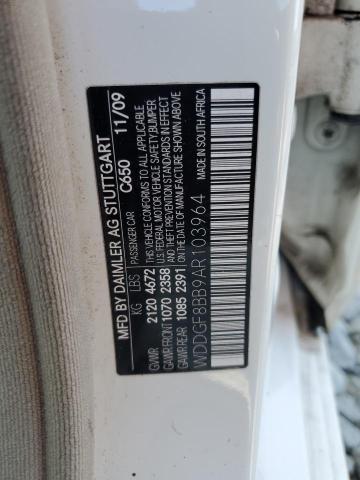 MFD BY DAIMLER AG STUTTGART
PASSENGER CAR C650 11/09
KG LBS
GVWR 2120 4672
GAWR FRONT 1070 2358
GAWR REAR 1085 2391
THIS VEHICLE CONFORMS TO ALL APPLICABLE
U.S. FEDERAL MOTOR VEHICLE SAFETY, BUMPER
AND THEFT PREVENTION STANDARDS IN EFFECT
ON THE DATE OF MANUFACTURE SHOWN ABOVE
MADE IN SOUTH AFRICA
WDDGF8BB9AR103964